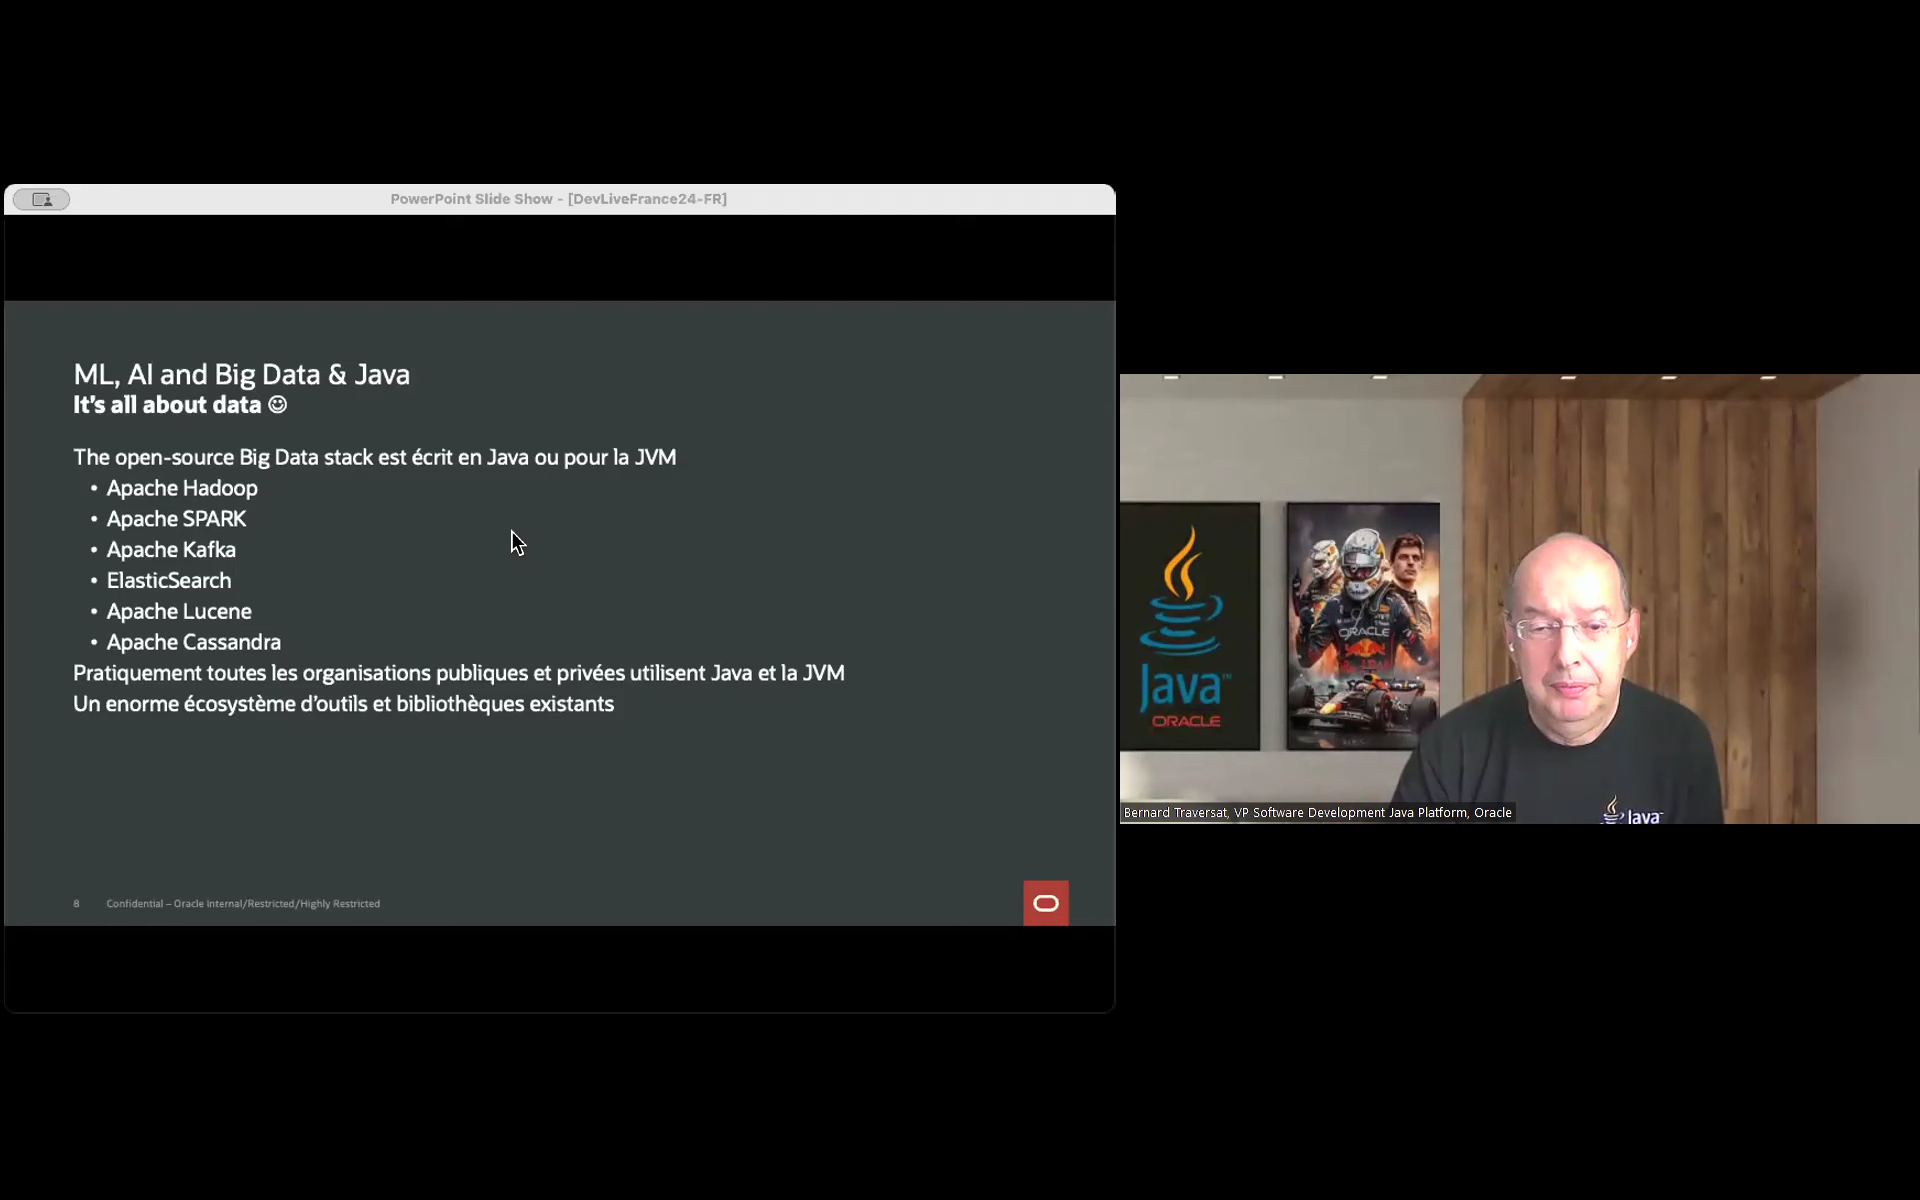 PowerPoint Slide Show - [DevLiveFrance24-FR]
ML, AI and Big Data & Java
It's all about data ☺
The open-source Big Data stack est écrit en Java ou pour la JVM
• Apache Hadoop
• Apache SPARK
• Apache Kafka
• ElasticSearch
• Apache Lucene
• Apache Cassandra
Pratiquement toutes les organisations publiques et privées utilisent Java et la JVM
Un enorme écosystème d'outils et bibliothèques existants
8 Confidential – Oracle Internal/Restricted/Highly Restricted
Java™
ORACLE
ORACLE
Red Bull
Java™
Bernard Traversat, VP Software Development Java Platform, Oracle